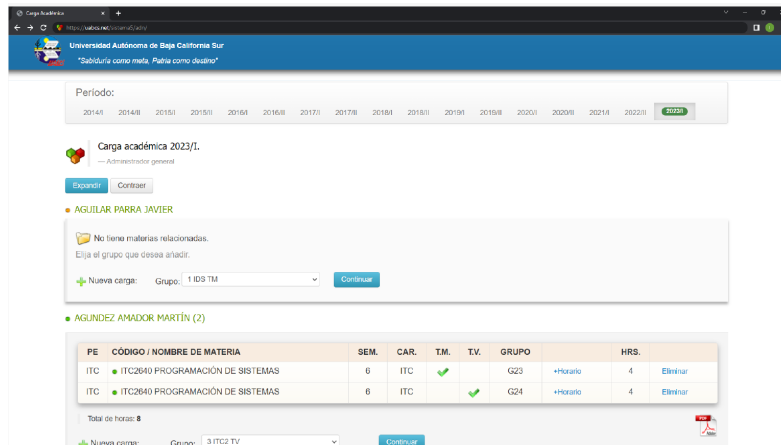 Carga Académica
https://uabcs.net/sistema5/adry/
Universidad Autónoma de Baja California Sur
"Sabiduría como meta, Patria como destino"
Período:
2014/I 2014/II 2015/I 2015/II 2016/I 2016/II 2017/I 2017/II 2018/I 2018/II 2019/I 2019/II 2020/I 2020/II 2021/I 2022/II 2023/I
Carga académica 2023/I.
— Administrador general
Expandir Contraer
AGUILAR PARRA JAVIER
No tiene materias relacionadas.
Elija el grupo que desea añadir.
Nueva carga: Grupo: 1 IDS TM Continuar
AGUNDEZ AMADOR MARTÍN (2)
PE CÓDIGO / NOMBRE DE MATERIA SEM. CAR. T.M. T.V. GRUPO HRS.
ITC ITC2640 PROGRAMACIÓN DE SISTEMAS 6 ITC G23 +Horario 4 Eliminar
ITC ITC2640 PROGRAMACIÓN DE SISTEMAS 6 ITC G24 +Horario 4 Eliminar
Total de horas: 8
PDF
Nueva carga: Grupo: 3 ITC2 TV Continuar